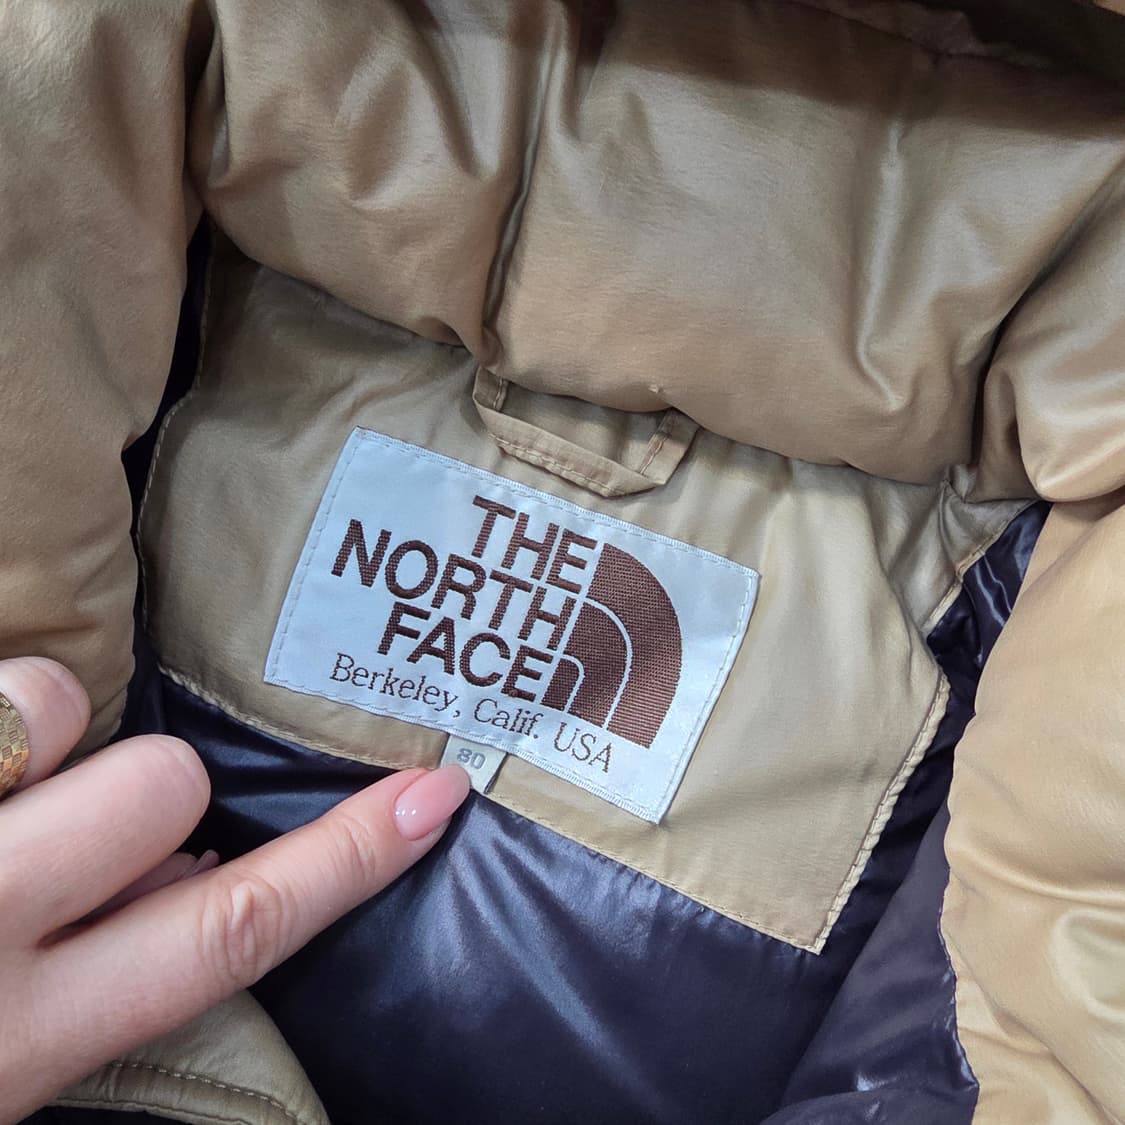 THE
NORTH
FACE
Berkeley, Calif. USA
80